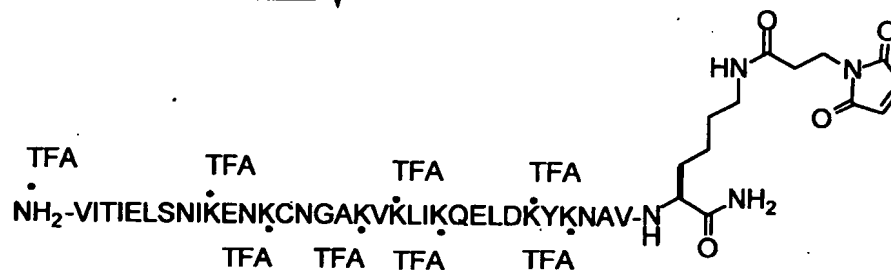 O O
HN N
O
TFA
TFA TFA TFA
NH2-VITIELSNIKENKCNGAKVKLIKQELDKYKNAV-N NH2
H O
TFA TFA TFA TFA